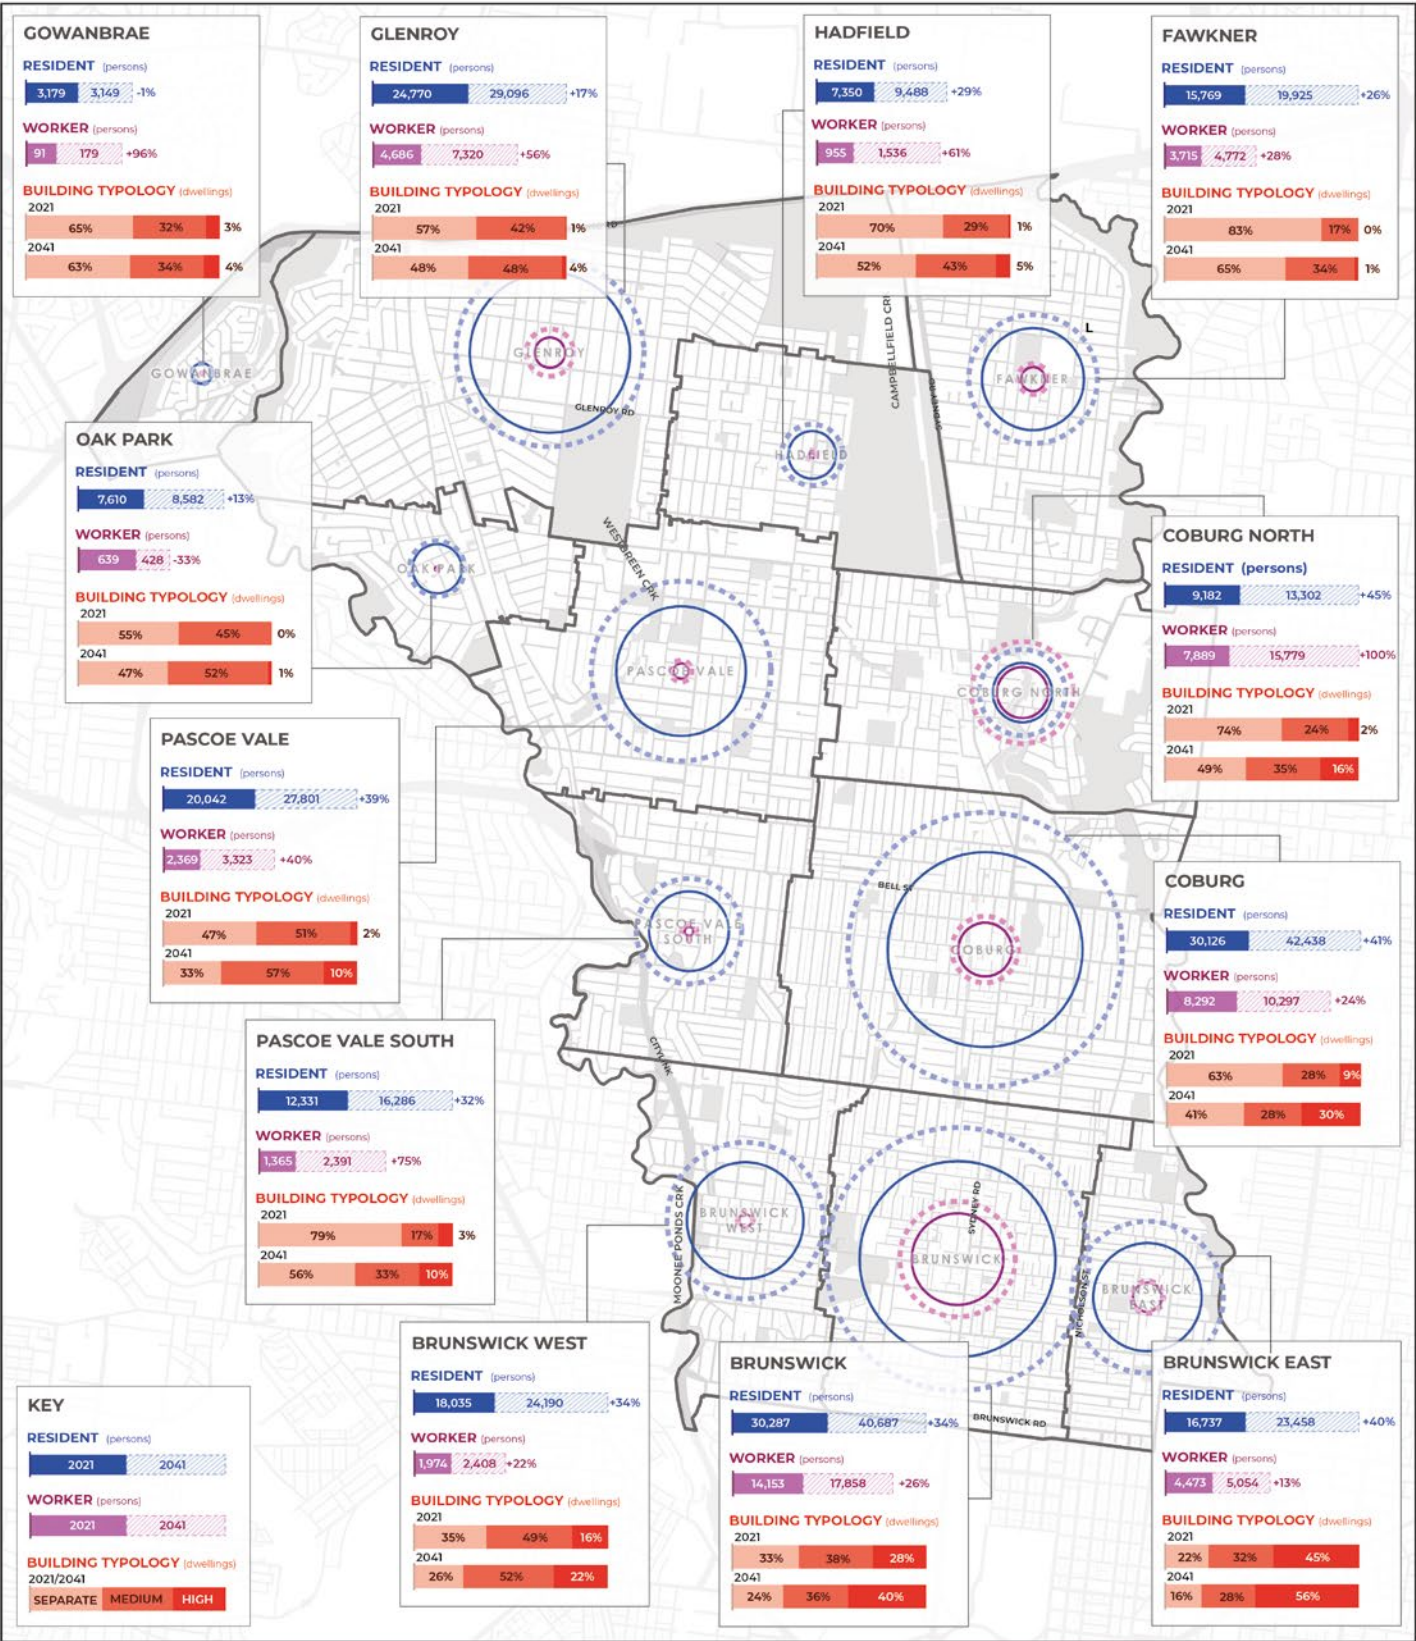 GOWANBRAE
RESIDENT (persons)
3,179 3,149 -1%
WORKER (persons)
91 179 +96%
BUILDING TYPOLOGY (dwellings)
2021
65% 32% 3%
2041
63% 34% 4%
GLENROY
RESIDENT (persons)
24,770 29,096 +17%
WORKER (persons)
4,686 7,320 +56%
BUILDING TYPOLOGY (dwellings)
2021
57% 42% 1%
2041
48% 48% 4%
HADFIELD
RESIDENT (persons)
7,350 9,488 +29%
WORKER (persons)
955 1,536 +61%
BUILDING TYPOLOGY (dwellings)
2021
70% 29% 1%
2041
52% 43% 5%
FAWKNER
RESIDENT (persons)
15,769 19,925 +26%
WORKER (persons)
3,715 4,772 +28%
BUILDING TYPOLOGY (dwellings)
2021
83% 17% 0%
2041
65% 34% 1%
RD
L
GOWANBRAE
GLENROY
GLENROY RD
HADFIELD
CAMPBELLFIELD CRK
FAWKNER
OAK PARK
RESIDENT (persons)
7,610 8,582 +13%
WORKER (persons)
639 428 -33%
BUILDING TYPOLOGY (dwellings)
2021
55% 45% 0%
2041
47% 52% 1%
OAK PARK
WESTGREEN CRK
PASCOE VALE
COBURG NORTH
COBURG NORTH
RESIDENT (persons)
9,182 13,302 +45%
WORKER (persons)
7,889 15,779 +100%
BUILDING TYPOLOGY (dwellings)
2021
74% 24% 2%
2041
49% 35% 16%
PASCOE VALE
RESIDENT (persons)
20,042 27,801 +39%
WORKER (persons)
2,369 3,323 +40%
BUILDING TYPOLOGY (dwellings)
2021
47% 51% 2%
2041
33% 57% 10%
PASCOE VALE
SOUTH
BELL ST
COBURG
COBURG
RESIDENT (persons)
30,126 42,438 +41%
WORKER (persons)
8,292 10,297 +24%
BUILDING TYPOLOGY (dwellings)
2021
63% 28% 9%
2041
41% 28% 30%
PASCOE VALE SOUTH
RESIDENT (persons)
12,331 16,286 +32%
WORKER (persons)
1,365 2,391 +75%
BUILDING TYPOLOGY (dwellings)
2021
79% 17% 3%
2041
56% 33% 10%
CITYLINK
MOONEE PONDS CRK
BRUNSWICK
WEST
SYDNEY RD
BRUNSWICK
NICHOLSON ST
BRUNSWICK
EAST
BRUNSWICK RD
BRUNSWICK WEST
RESIDENT (persons)
18,035 24,190 +34%
WORKER (persons)
1,974 2,408 +22%
BUILDING TYPOLOGY (dwellings)
2021
35% 49% 16%
2041
26% 52% 22%
BRUNSWICK
RESIDENT (persons)
30,287 40,687 +34%
WORKER (persons)
14,153 17,858 +26%
BUILDING TYPOLOGY (dwellings)
2021
33% 38% 28%
2041
24% 36% 40%
BRUNSWICK EAST
RESIDENT (persons)
16,737 23,458 +40%
WORKER (persons)
4,473 5,054 +13%
BUILDING TYPOLOGY (dwellings)
2021
22% 32% 45%
2041
16% 28% 56%
KEY
RESIDENT (persons)
2021 2041
WORKER (persons)
2021 2041
BUILDING TYPOLOGY (dwellings)
2021/2041
SEPARATE MEDIUM HIGH